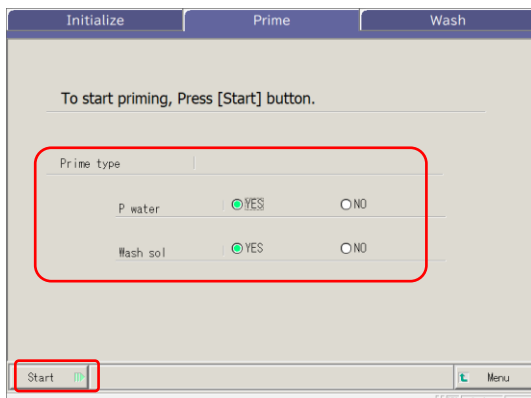 Initialize Prime Wash
To start priming, Press [Start] button.
Prime type
P water YES NO
Wash sol YES NO
Start Menu